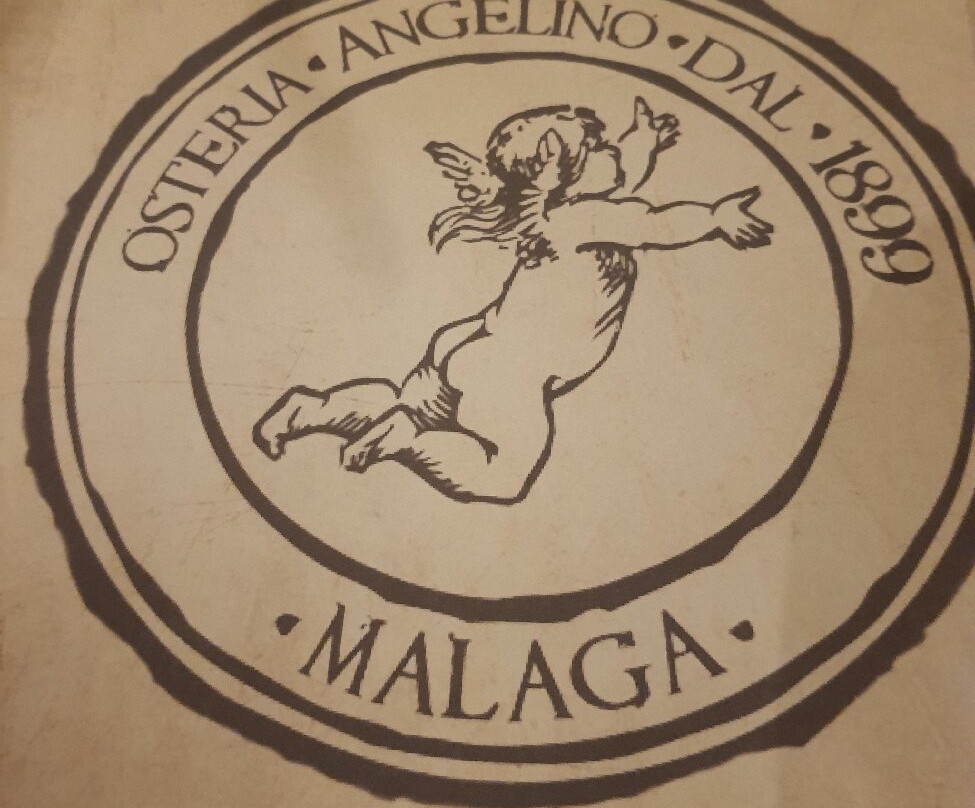 OSTERIA · ANGELINO · DAL · 1899
· MALAGA ·